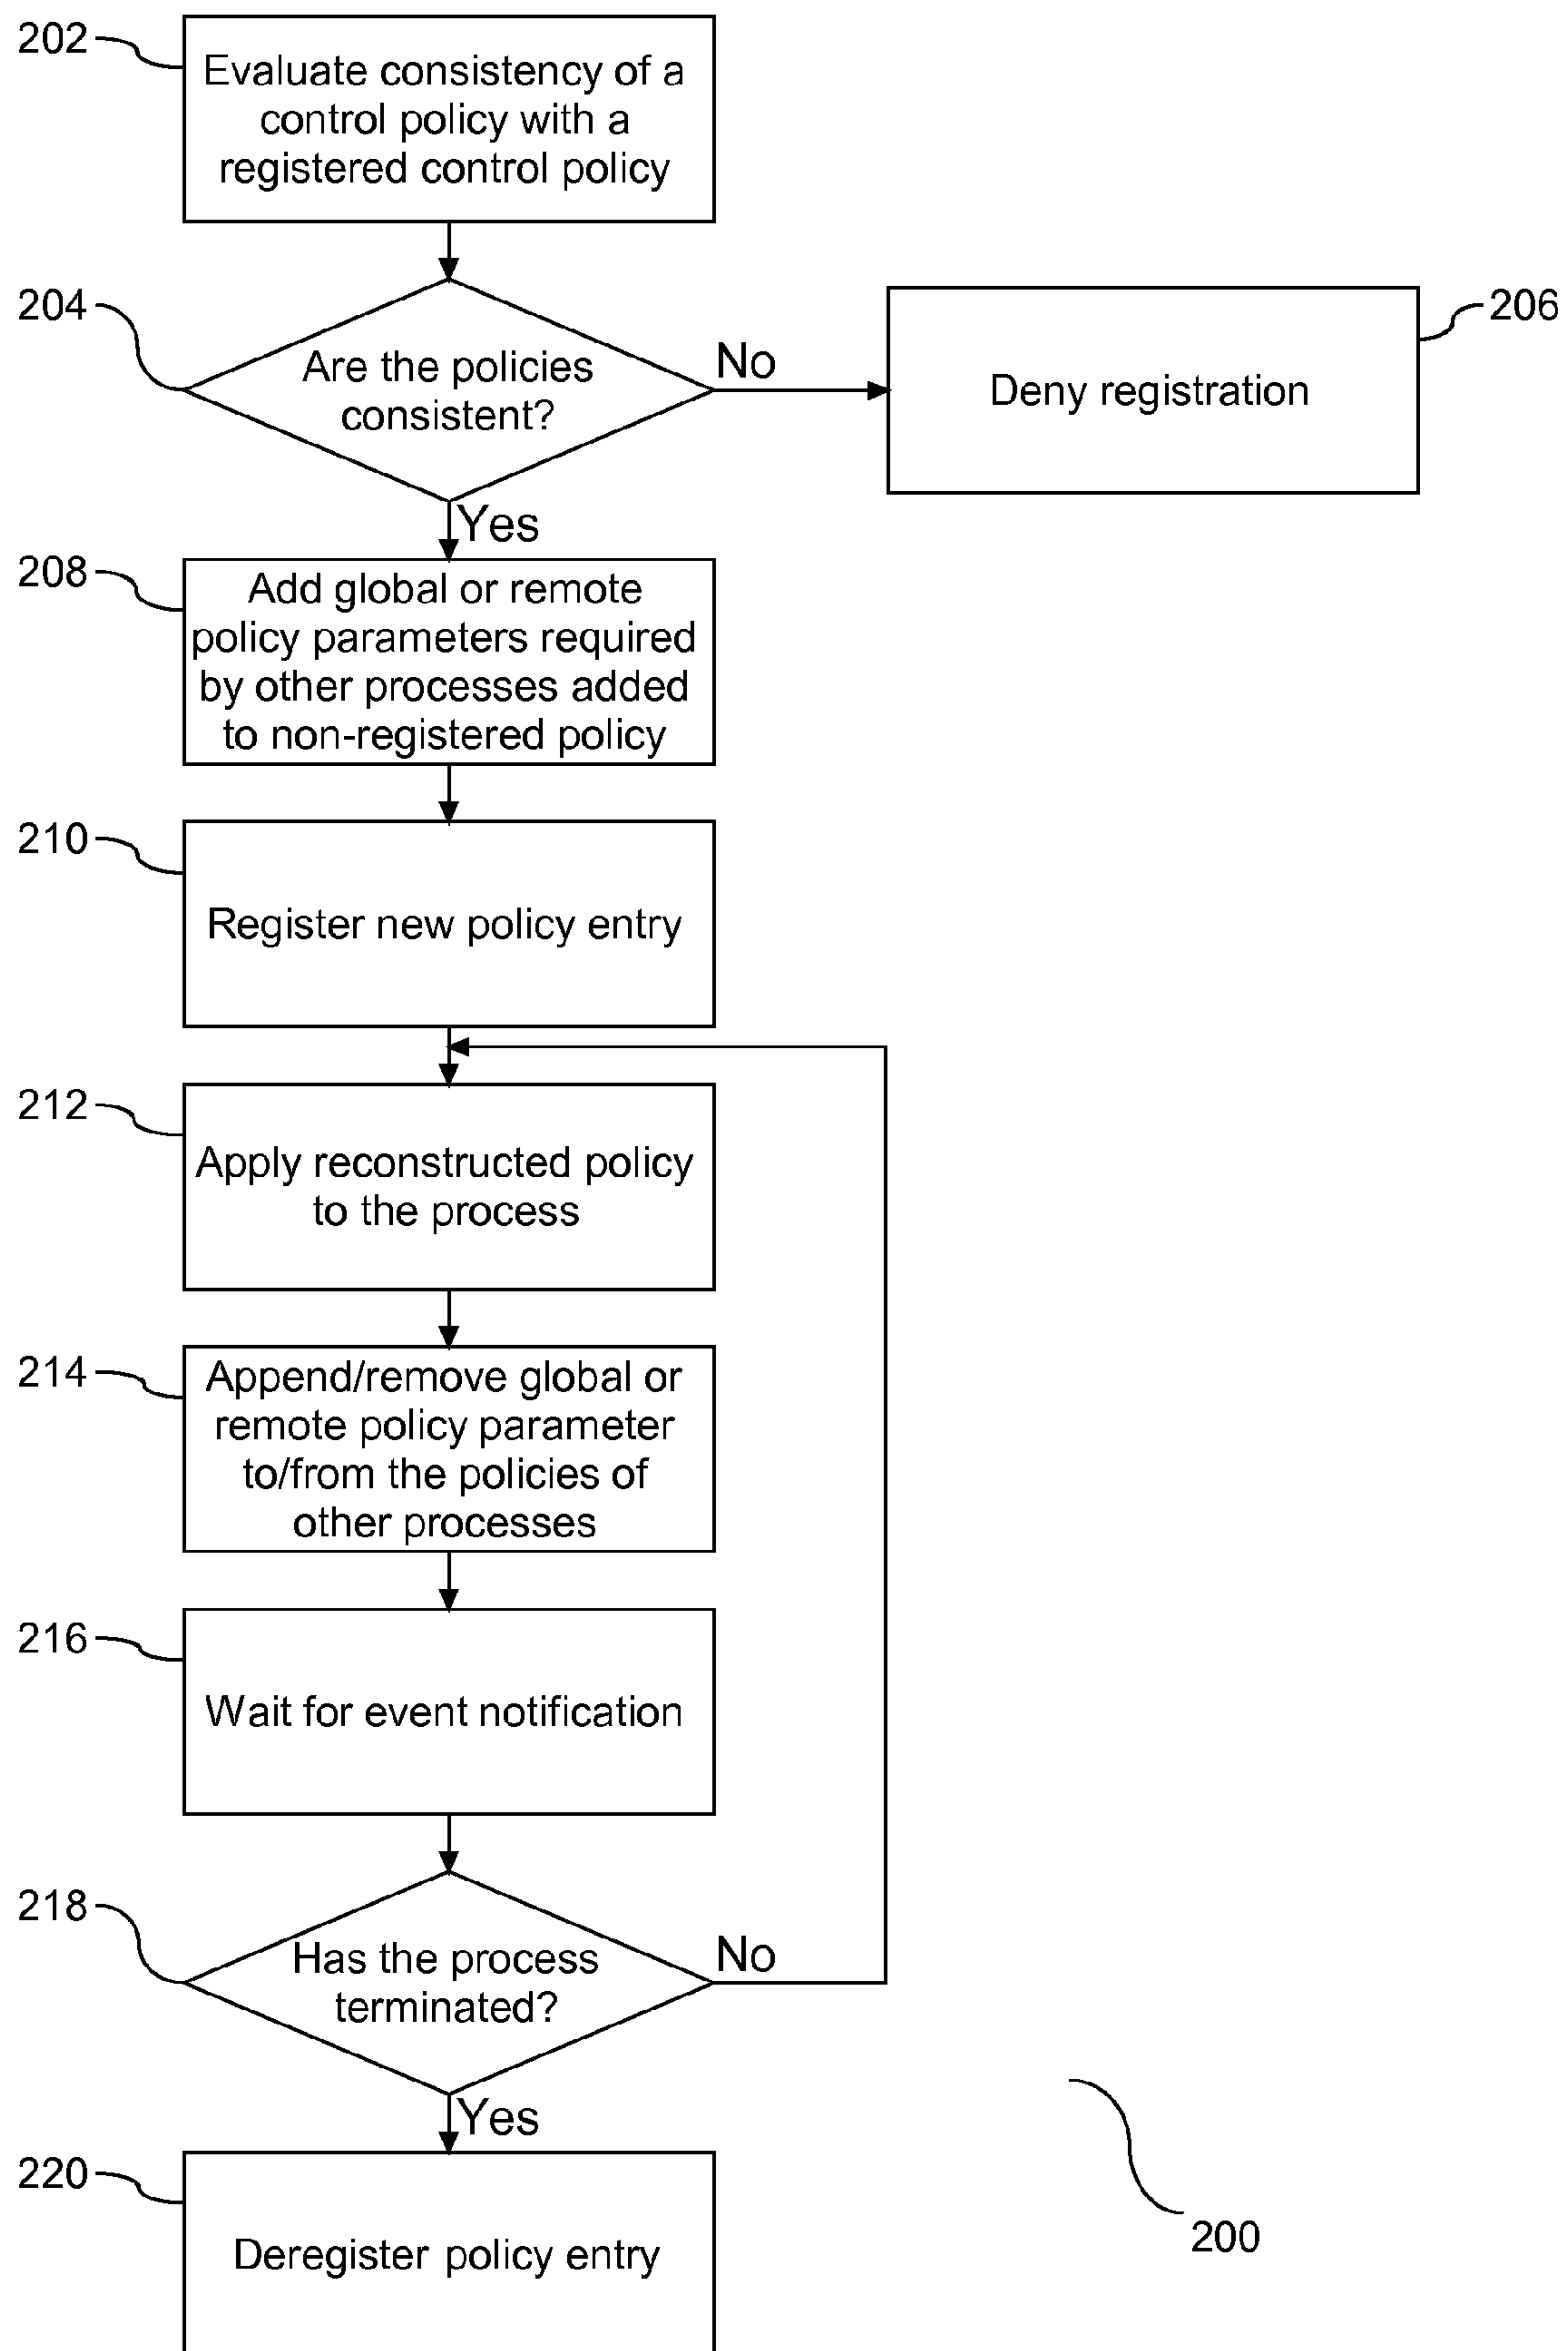 202
Evaluate consistency of a
control policy with a
registered control policy
204
Are the policies
consistent?
No
206
Deny registration
Yes
208
Add global or remote
policy parameters required
by other processes added
to non-registered policy
210
Register new policy entry
212
Apply reconstructed policy
to the process
214
Append/remove global or
remote policy parameter
to/from the policies of
other processes
216
Wait for event notification
218
Has the process
terminated?
No
Yes
220
Deregister policy entry
200